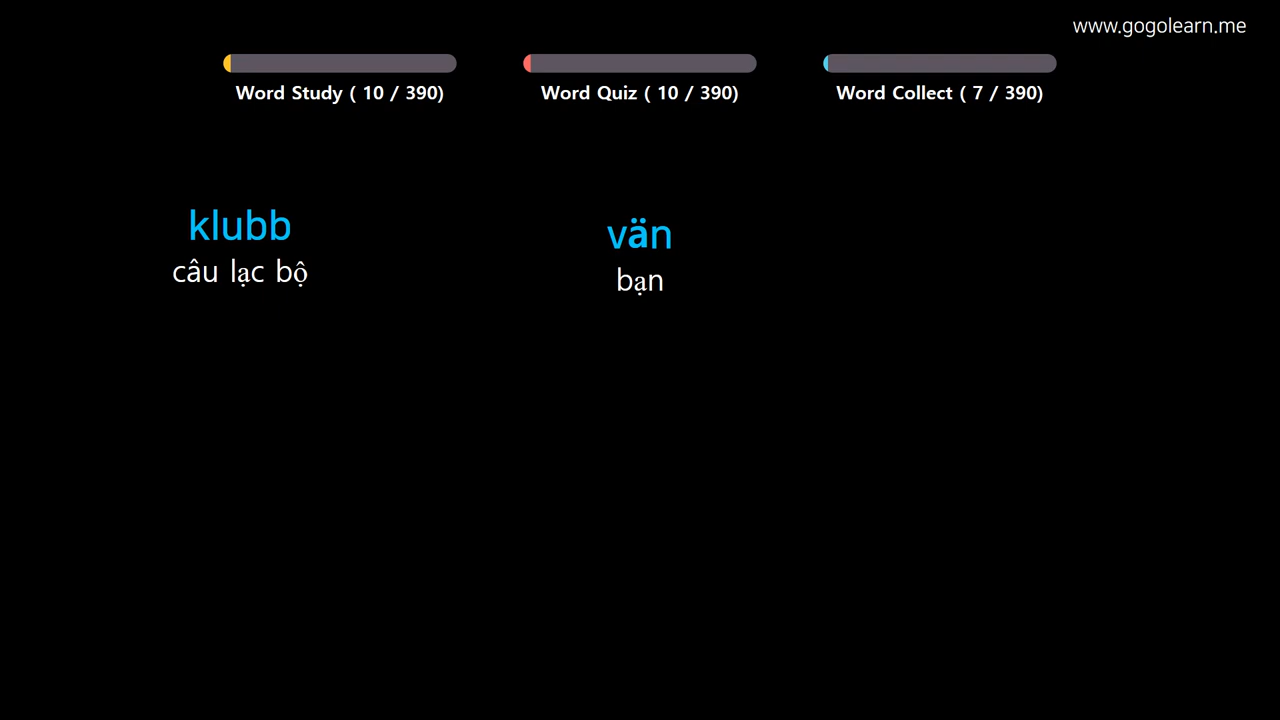 www.gogolearn.me
Word Study ( 10 / 390)
Word Quiz ( 10 / 390)
Word Collect ( 7 / 390)
klubb
câu lạc bộ
vän
bạn